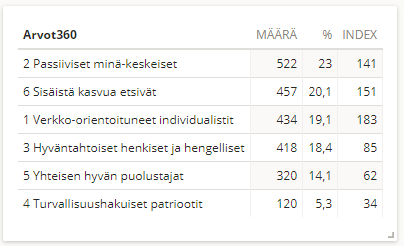 Arvot360 MÄÄRÄ % INDEX
2 Passiiviset minä-keskeiset 522 23 141
6 Sisäistä kasvua etsivät 457 20,1 151
1 Verkko-orientoituneet individualistit 434 19,1 183
3 Hyväntahtoiset henkiset ja hengelliset 418 18,4 85
5 Yhteisen hyvän puolustajat 320 14,1 62
4 Turvallisuushakuiset patriootit 120 5,3 34